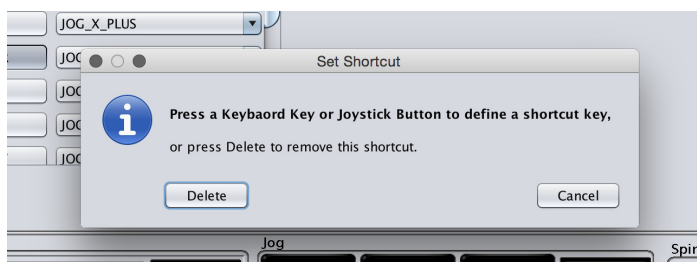 JOG_X_PLUS
Set Shortcut
JOG
JOG
Press a Keybaord Key or Joystick Button to define a shortcut key,
JOG
or press Delete to remove this shortcut.
JOG
Delete
Cancel
Jog